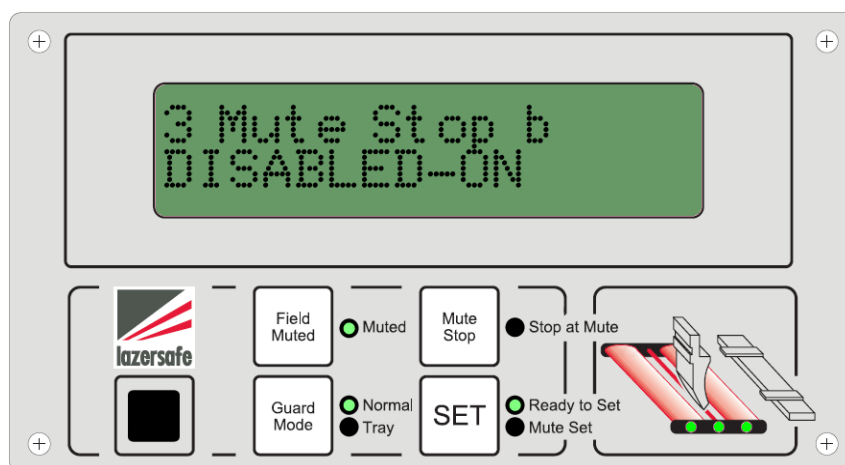 3 Mute Stop b
DISABLED-ON
lazersafe
Field
Muted
Muted
Mute
Stop
Stop at Mute
Guard
Mode
Normal
Tray
SET
Ready to Set
Mute Set